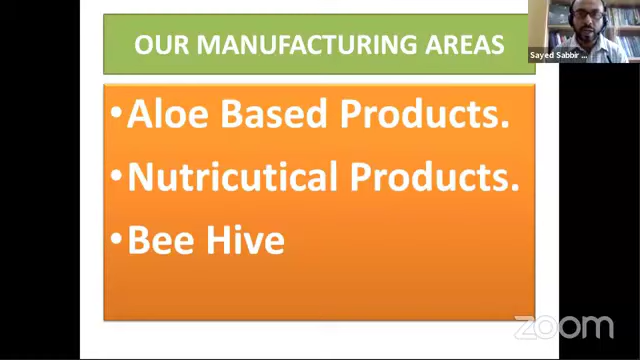 OUR MANUFACTURING AREAS
Sayed Sabbir ...
•Aloe Based Products.
•Nutricutical Products.
•Bee Hive
zoom